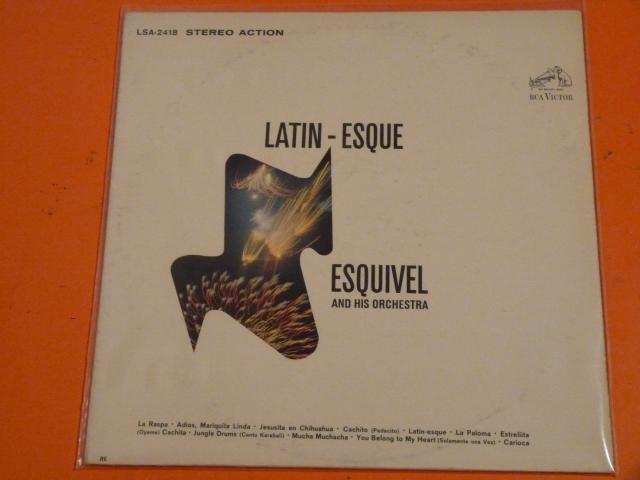 LSA-2418 STEREO ACTION
RCA VICTOR
LATIN - ESQUE
ESQUIVEL
AND HIS ORCHESTRA
La Raspa · Adios, Mariquita Linda · Jesusita en Chihuahua · Cachito (Pedacito) · Latin-esque · La Paloma · Estrellita
(Oyeme) Cachita · Jungle Drums (Canto Karabali) · Mucha Muchacha · You Belong to My Heart (Solamente una Vez) · Carioca
RE